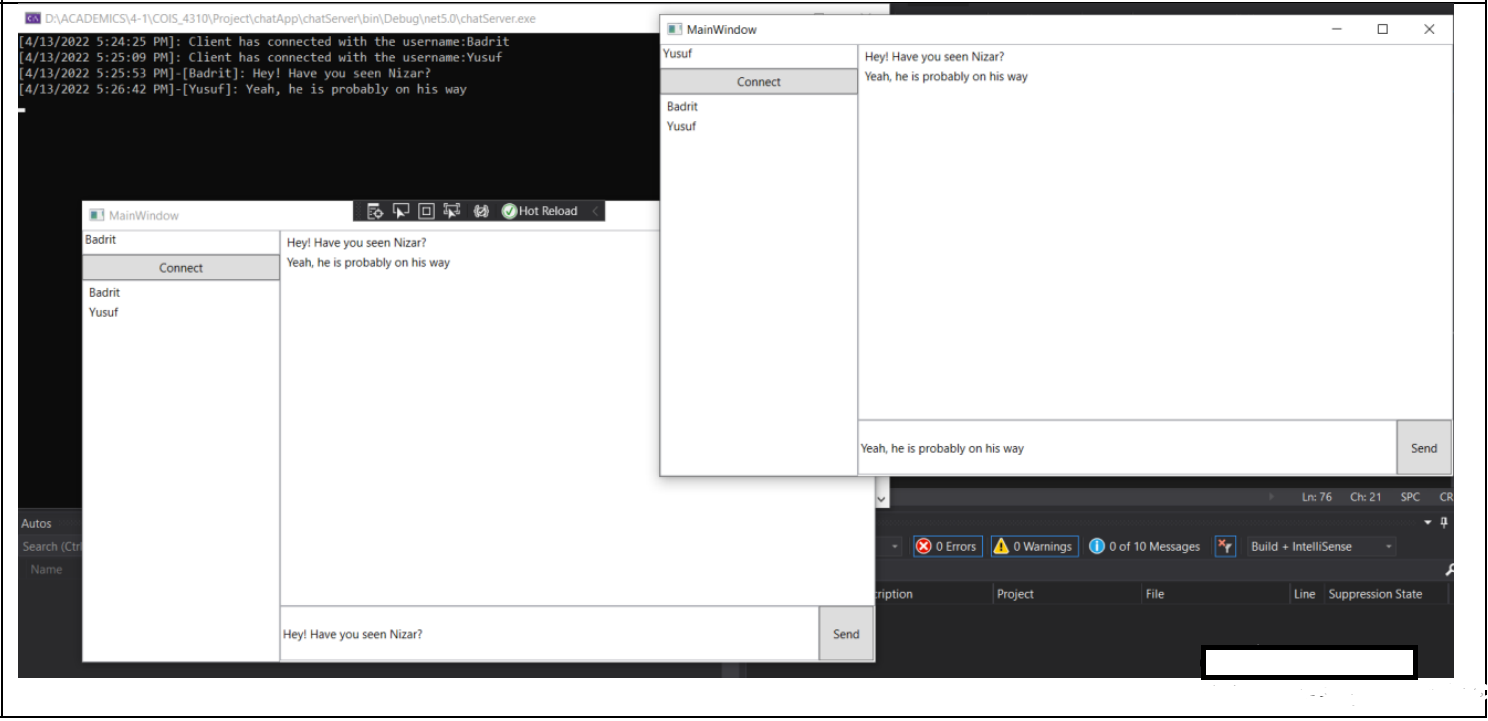 D:\ACADEMICS\4-1\COIS_4310\Project\chatApp\chatServer\bin\Debug\net5.0\chatServer.exe
[4/13/2022 5:24:25 PM]: Client has connected with the username:Badrit
[4/13/2022 5:25:09 PM]: Client has connected with the username:Yusuf
[4/13/2022 5:25:53 PM]-[Badrit]: Hey! Have you seen Nizar?
[4/13/2022 5:26:42 PM]-[Yusuf]: Yeah, he is probably on his way
MainWindow
Yusuf
Connect
Badrit
Yusuf
Hey! Have you seen Nizar?
Yeah, he is probably on his way
Yeah, he is probably on his way
Send
MainWindow
Hot Reload
Badrit
Connect
Badrit
Yusuf
Hey! Have you seen Nizar?
Yeah, he is probably on his way
Hey! Have you seen Nizar?
Send
Ln: 76 Ch: 21 SPC CR
Autos
Search (Ctrl
Name
0 Errors 0 Warnings 0 of 10 Messages Build + IntelliSense
cription Project File Line Suppression State